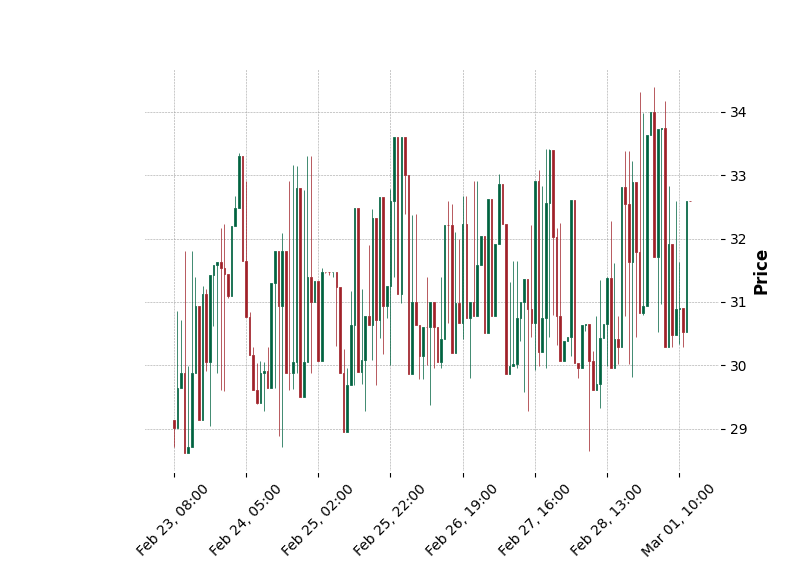 34
33
32
31
30
29
Price
Feb 23, 08:00
Feb 24, 05:00
Feb 25, 02:00
Feb 25, 22:00
Feb 26, 19:00
Feb 27, 16:00
Feb 28, 13:00
Mar 01, 10:00